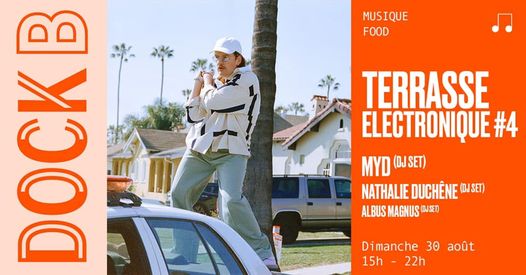 DOCK B
MUSIQUE
FOOD
TERRASSE
ELECTRONIQUE #4
MYD (DJ SET)
NATHALIE DUCHÊNE (DJ SET)
ALBUS MAGNUS (DJ SET)
Dimanche 30 août
15h - 22h